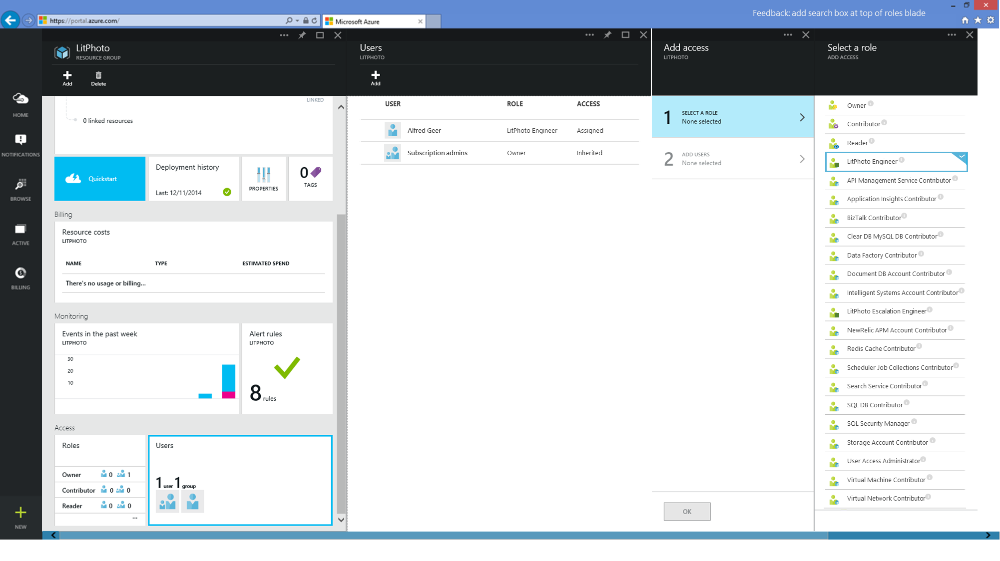 Feedback: add search box at top of roles blade
https://portal.azure.com/
Microsoft Azure
HOME
NOTIFICATIONS
BROWSE
ACTIVE
BILLING
NEW
LitPhoto
RESOURCE GROUP
Add
Delete
LINKED
0 linked resources
Quickstart
Deployment history
Last: 12/11/2014
PROPERTIES
0
TAGS
Billing
Resource costs
LITPHOTO
NAME TYPE ESTIMATED SPEND
There's no usage or billing...
Monitoring
Events in the past week
LITPHOTO
30
20
10
Alert rules
LITPHOTO
8 rules
Access
Roles
Owner 0 1
Contributor 0 0
Reader 0 0
...
Users
1 user 1 group
Users
LITPHOTO
Add
USER ROLE ACCESS
Alfred Geer LitPhoto Engineer Assigned
Subscription admins Owner Inherited
Add access
LITPHOTO
1 SELECT A ROLE
None selected
2 ADD USERS
None selected
OK
Select a role
ADD ACCESS
Owner
Contributor
Reader
LitPhoto Engineer
API Management Service Contributor
Application Insights Contributor
BizTalk Contributor
Clear DB MySQL DB Contributor
Data Factory Contributor
Document DB Account Contributor
Intelligent Systems Account Contributor
LitPhoto Escalation Engineer
NewRelic APM Account Contributor
Redis Cache Contributor
Scheduler Job Collections Contributor
Search Service Contributor
SQL DB Contributor
SQL Security Manager
Storage Account Contributor
User Access Administrator
Virtual Machine Contributor
Virtual Network Contributor